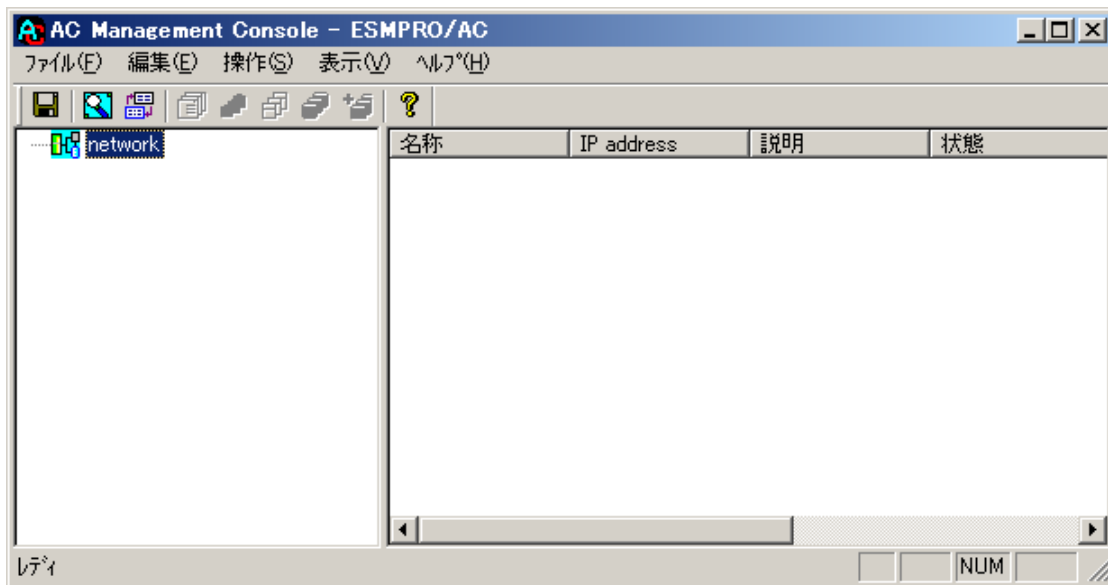 AC Management Console - ESMPRO/AC
ﾌｧｲﾙ(F) 編集(E) 操作(S) 表示(V) ﾍﾙﾌﾟ(H)
network
名称 IP address 説明 状態
ﾚﾃﾞｨ NUM